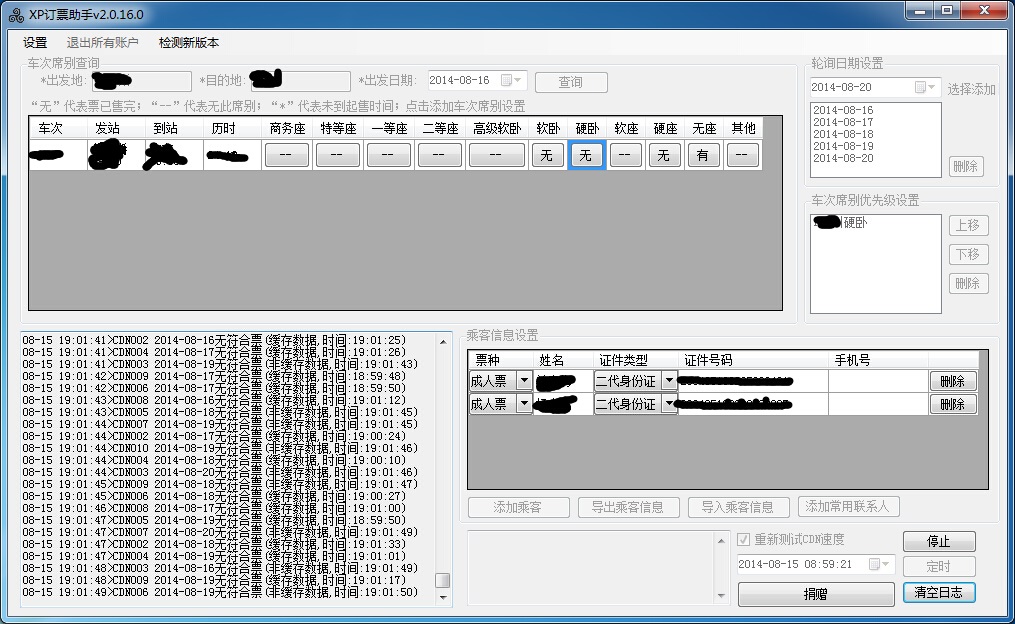 XP订票助手v2.0.16.0
设置 退出所有账户 检测新版本
车次席别查询
*出发地: *目的地: *出发日期: 2014-08-16 查询
“无”代表票已售完; “--”代表无此席别; “*”代表未到起售时间; 点击添加车次席别设置
车次 发站 到站 历时 商务座 特等座 一等座 二等座 高级软卧 软卧 硬卧 软座 硬座 无座 其他
-- -- -- -- -- 无 无 -- 无 有 --
轮询日期设置
2014-08-20 选择添加
2014-08-16
2014-08-17
2014-08-18
2014-08-19
2014-08-20
删除
车次席别优先级设置
硬卧
上移
下移
删除
08-15 19:01:41>CDN002 2014-08-16无符合票(缓存数据,时间:19:01:25)
08-15 19:01:41>CDN004 2014-08-17无符合票(缓存数据,时间:19:01:26)
08-15 19:01:41>CDN003 2014-08-19无符合票(非缓存数据,时间:19:01:43)
08-15 19:01:42>CDN009 2014-08-17无符合票(缓存数据,时间:18:59:48)
08-15 19:01:42>CDN006 2014-08-17无符合票(缓存数据,时间:18:59:50)
08-15 19:01:43>CDN008 2014-08-16无符合票(缓存数据,时间:19:01:12)
08-15 19:01:43>CDN005 2014-08-18无符合票(非缓存数据,时间:19:01:45)
08-15 19:01:44>CDN007 2014-08-19无符合票(非缓存数据,时间:19:01:45)
08-15 19:01:44>CDN002 2014-08-17无符合票(缓存数据,时间:19:00:24)
08-15 19:01:44>CDN010 2014-08-19无符合票(非缓存数据,时间:19:01:46)
08-15 19:01:44>CDN004 2014-08-18无符合票(缓存数据,时间:19:00:10)
08-15 19:01:44>CDN003 2014-08-20无符合票(非缓存数据,时间:19:01:46)
08-15 19:01:45>CDN009 2014-08-18无符合票(非缓存数据,时间:19:01:47)
08-15 19:01:45>CDN006 2014-08-18无符合票(缓存数据,时间:19:00:27)
08-15 19:01:46>CDN008 2014-08-17无符合票(缓存数据,时间:19:01:00)
08-15 19:01:47>CDN005 2014-08-19无符合票(缓存数据,时间:18:59:50)
08-15 19:01:47>CDN007 2014-08-20无符合票(非缓存数据,时间:19:01:49)
08-15 19:01:47>CDN002 2014-08-18无符合票(缓存数据,时间:19:01:33)
08-15 19:01:47>CDN004 2014-08-19无符合票(缓存数据,时间:19:01:01)
08-15 19:01:48>CDN003 2014-08-16无符合票(非缓存数据,时间:19:01:49)
08-15 19:01:48>CDN009 2014-08-19无符合票(缓存数据,时间:19:01:17)
08-15 19:01:49>CDN006 2014-08-19无符合票(非缓存数据,时间:19:01:50)
乘客信息设置
票种 姓名 证件类型 证件号码 手机号
成人票 二代身份证 删除
成人票 二代身份证 删除
添加乘客 导出乘客信息 导入乘客信息 添加常用联系人
重新测试CDN速度 停止
2014-08-15 08:59:21 定时
捐赠 清空日志